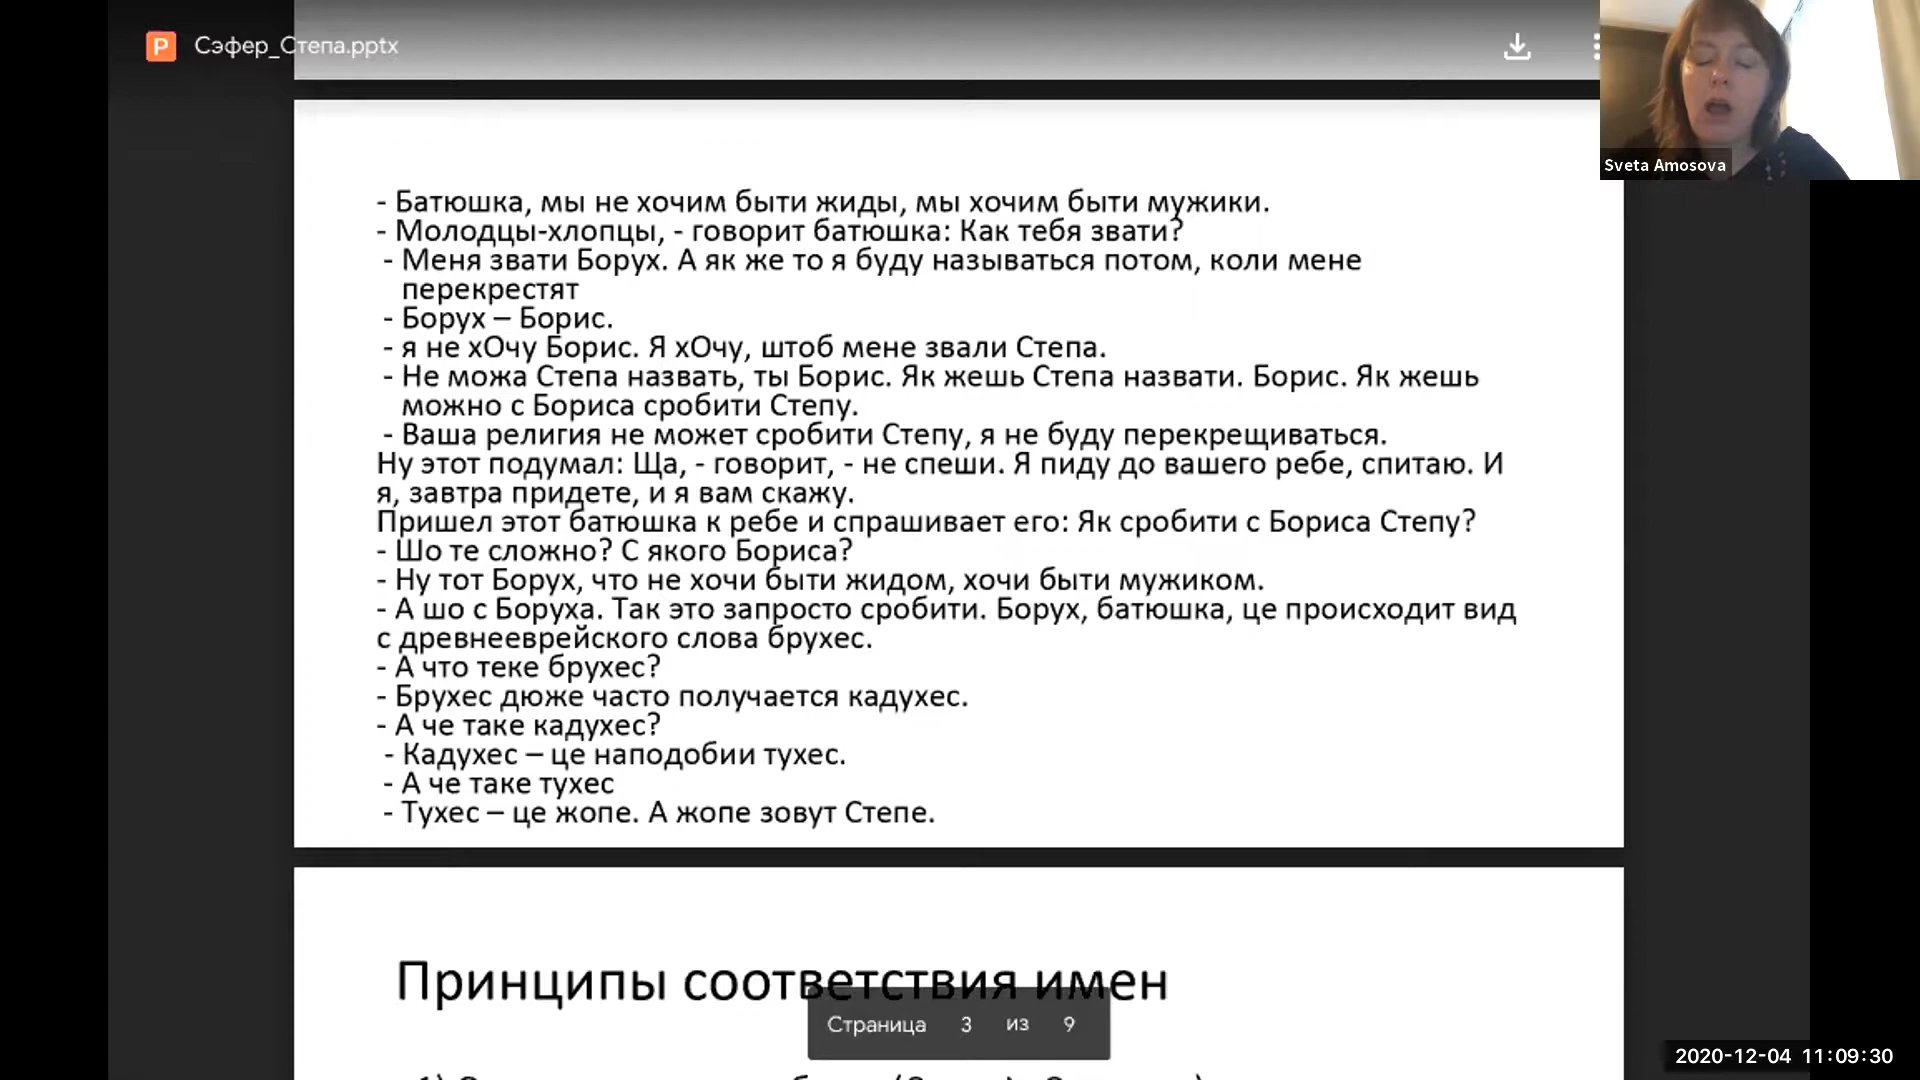 P Сэфер_Степа.pptx
Sveta Amosova
- Батюшка, мы не хочим быти жиды, мы хочим быти мужики.
- Молодцы-хлопцы, - говорит батюшка: Как тебя звати?
- Меня звати Борух. А як же то я буду называться потом, коли мене
перекрестят
- Борух – Борис.
- я не хОчу Борис. Я хОчу, штоб мене звали Степа.
- Не можа Степа назвать, ты Борис. Як жешь Степа назвати. Борис. Як жешь
можно с Бориса сробити Степу.
- Ваша религия не может сробити Степу, я не буду перекрещиваться.
Ну этот подумал: Ща, - говорит, - не спеши. Я пиду до вашего ребе, спитаю. И
я, завтра придете, и я вам скажу.
Пришел этот батюшка к ребе и спрашивает его: Як сробити с Бориса Степу?
- Шо те сложно? С якого Бориса?
- Ну тот Борух, что не хочи быти жидом, хочи быти мужиком.
- А шо с Боруха. Так это запросто сробити. Борух, батюшка, це происходит вид
с древнееврейского слова брухес.
- А что теке брухес?
- Брухес дюже часто получается кадухес.
- А че таке кадухес?
- Кадухес – це наподобии тухес.
- А че таке тухес
- Тухес – це жопе. А жопе зовут Степе.
Принципы соответствия имен
Страница 3 из 9
2020-12-04 11:09:30